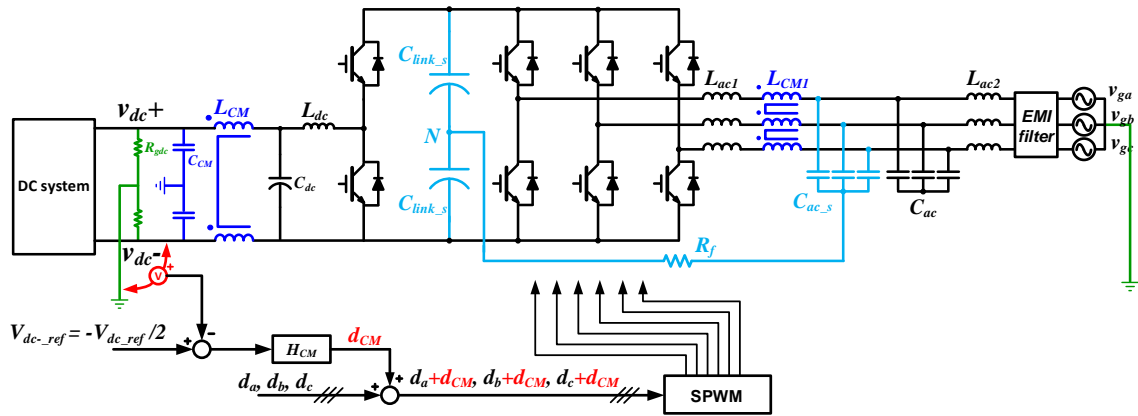 C_link_s
L_ac1
L_CM1
L_ac2
v_ga
v_dc+
L_CM
L_dc
EMI
filter
v_gb
R_gdc
C_CM
N
v_gc
DC system
C_dc
C_link_s
C_ac_s
C_ac
v_dc-
R_f
V
+
V_dc-_ref = -V_dc_ref /2
+
-
H_CM
d_CM
d_a, d_b, d_c
+
+
d_a+d_CM, d_b+d_CM, d_c+d_CM
SPWM